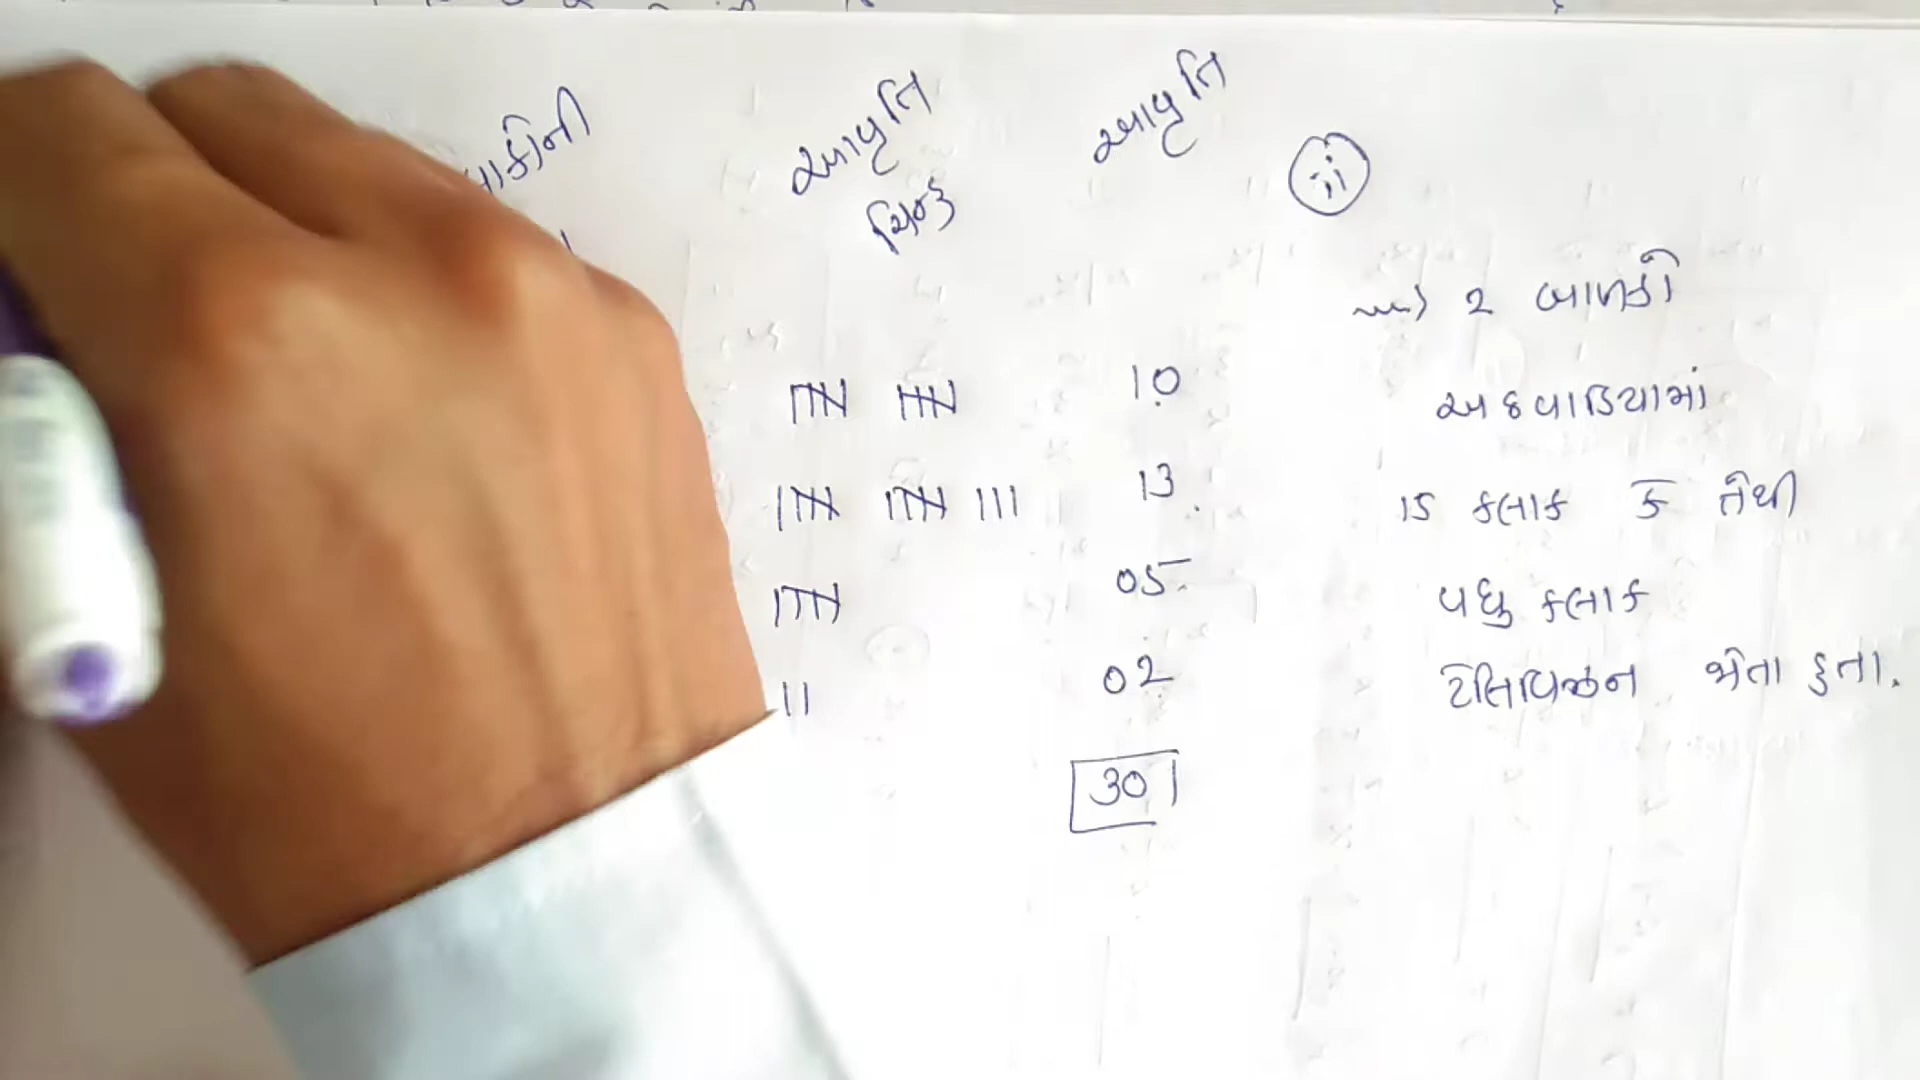 આવૃત્તિ
ચિહ્ન
આવૃત્તિ
ii
10
13
05
02
30
2 બાળકો
અઠવાડિયામાં
15 કલાક કે તેથી
વધુ કલાક
ટેલિવિઝન જોતા હતા.